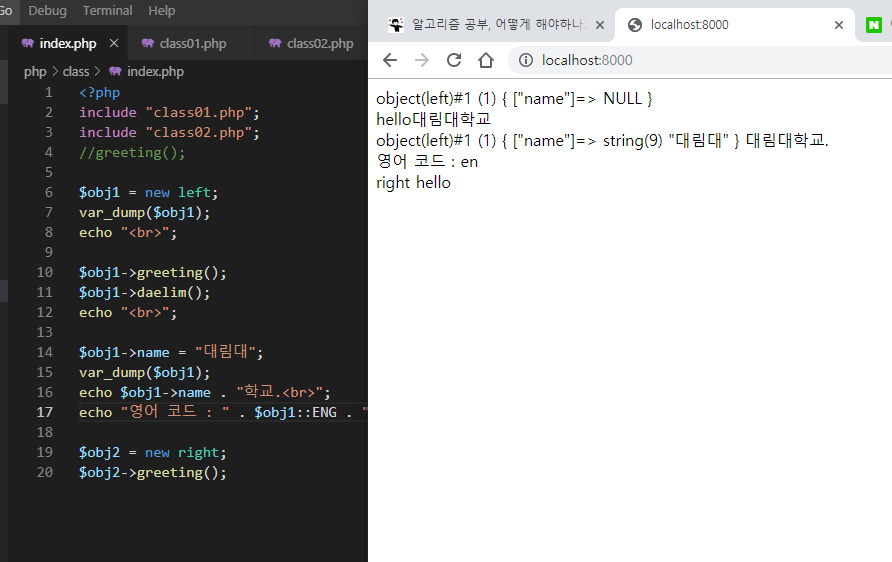 Go Debug Terminal Help
index.php class01.php class02.php
php > class > index.php
1 <?php
2 include "class01.php";
3 include "class02.php";
4 //greeting();
5
6 $obj1 = new left;
7 var_dump($obj1);
8 echo "<br>";
9
10 $obj1->greeting();
11 $obj1->daelim();
12 echo "<br>";
13
14 $obj1->name = "대림대";
15 var_dump($obj1);
16 echo $obj1->name . "학교.<br>";
17 echo "영어 코드 : " . $obj1::ENG . "
18
19 $obj2 = new right;
20 $obj2->greeting();
알고리즘 공부, 어떻게 해야하나 localhost:8000 N
localhost:8000
object(left)#1 (1) { ["name"]=> NULL }
hello대림대학교
object(left)#1 (1) { ["name"]=> string(9) "대림대" } 대림대학교.
영어 코드 : en
right hello